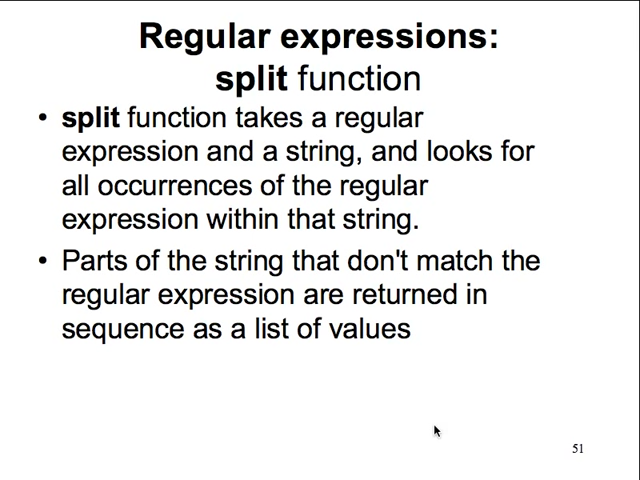 Regular expressions:
split function
• split function takes a regular
expression and a string, and looks for
all occurrences of the regular
expression within that string.
• Parts of the string that don't match the
regular expression are returned in
sequence as a list of values
51